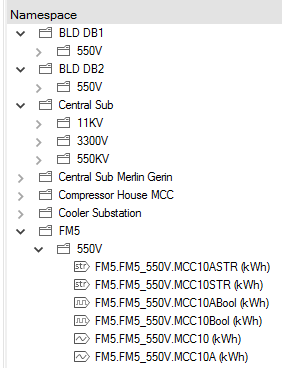 Namespace
BLD DB1
550V
BLD DB2
550V
Central Sub
11KV
3300V
550KV
Central Sub Merlin Gerin
Compressor House MCC
Cooler Substation
FM5
550V
str FM5.FM5_550V.MCC10ASTR (kWh)
str FM5.FM5_550V.MCC10STR (kWh)
FM5.FM5_550V.MCC10ABool (kWh)
FM5.FM5_550V.MCC10Bool (kWh)
FM5.FM5_550V.MCC10 (kWh)
FM5.FM5_550V.MCC10A (kWh)